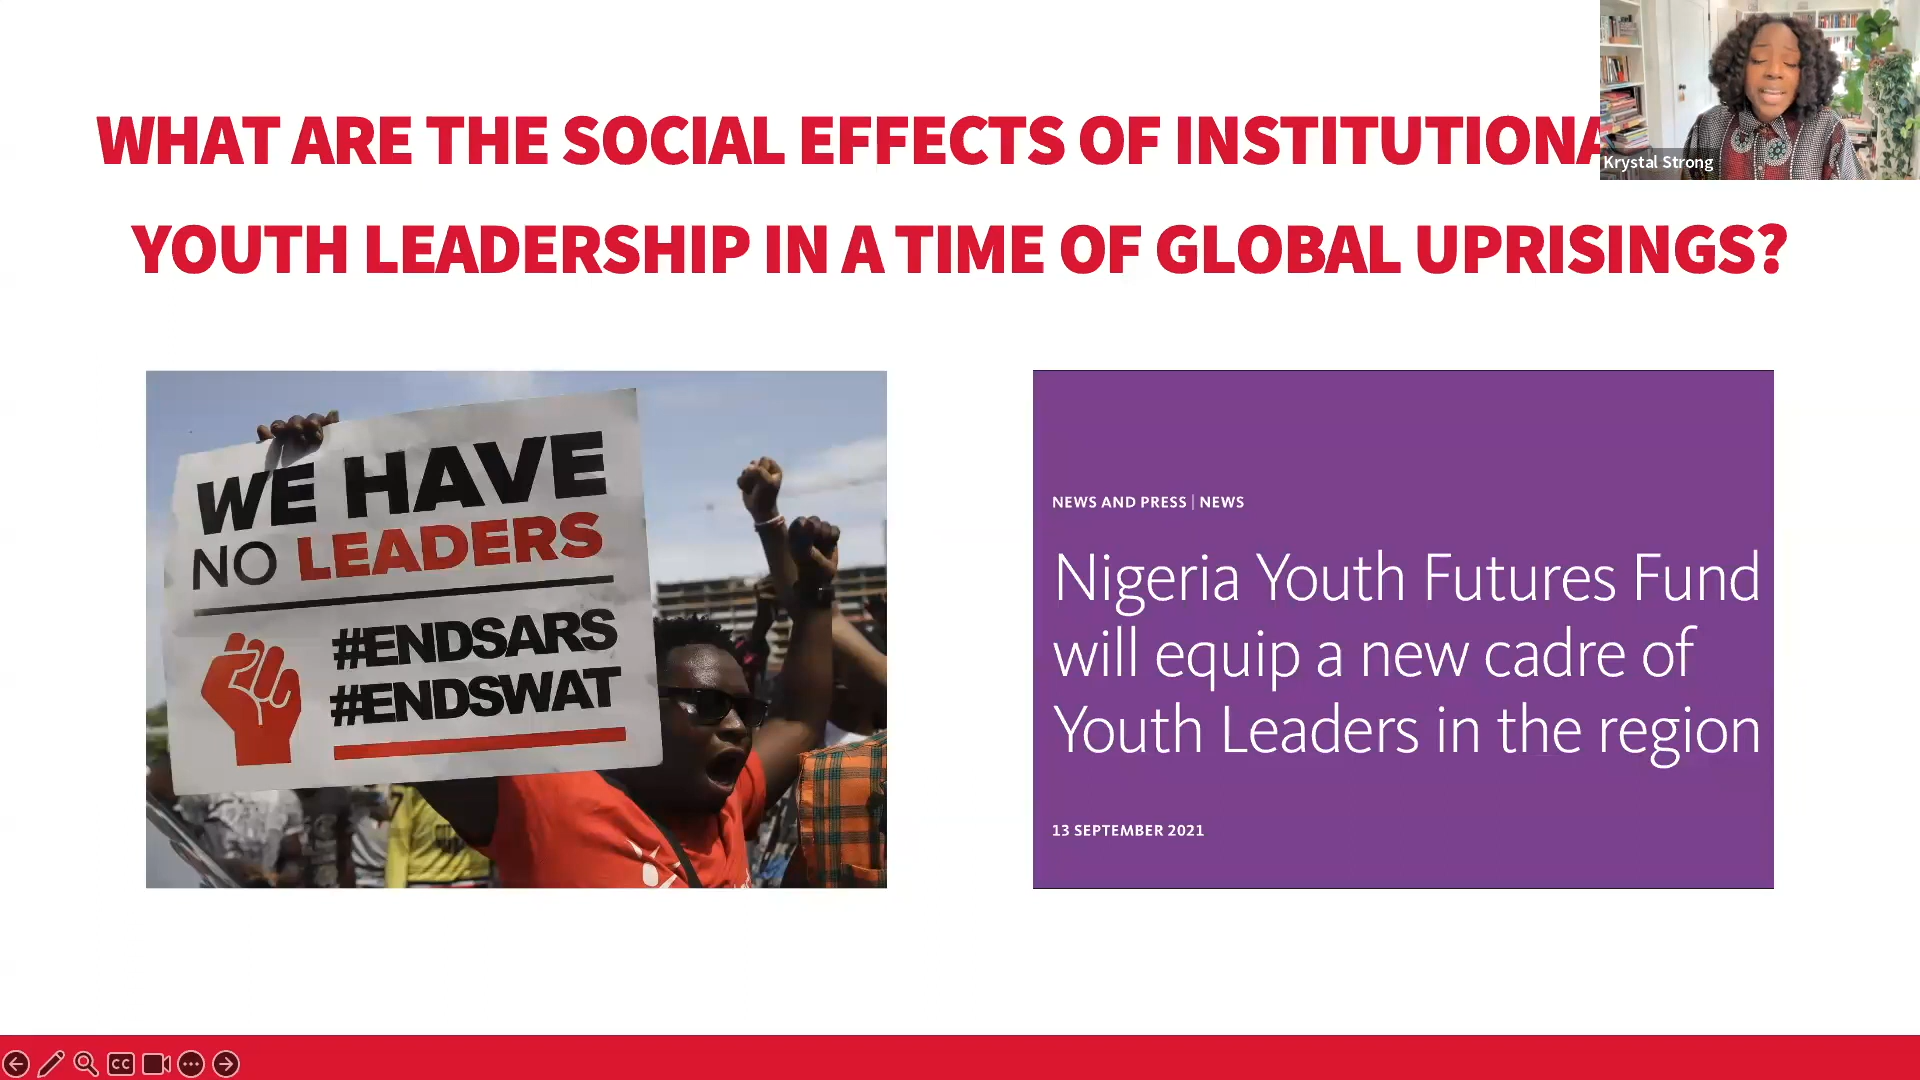 WHAT ARE THE SOCIAL EFFECTS OF INSTITUTIONA
Krystal Strong
YOUTH LEADERSHIP IN A TIME OF GLOBAL UPRISINGS?
WE HAVE
NO LEADERS
#ENDSARS
#ENDSWAT
NEWS AND PRESS | NEWS
Nigeria Youth Futures Fund
will equip a new cadre of
Youth Leaders in the region
13 SEPTEMBER 2021
CC